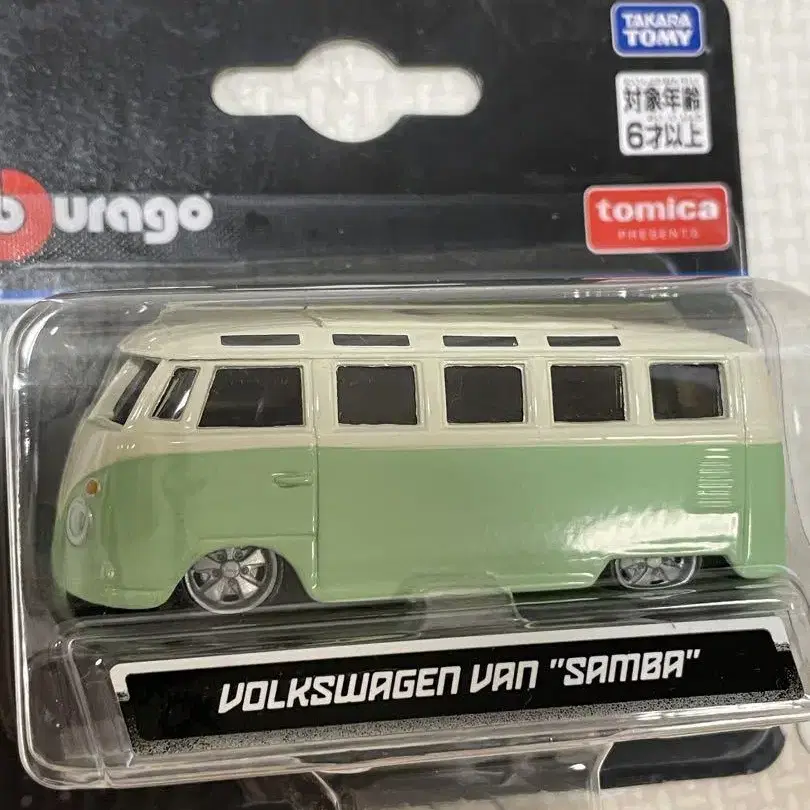 TAKARA
TOMY
対象年齢
6才以上
burago
tomica
PRESENTS
VOLKSWAGEN VAN "SAMBA"